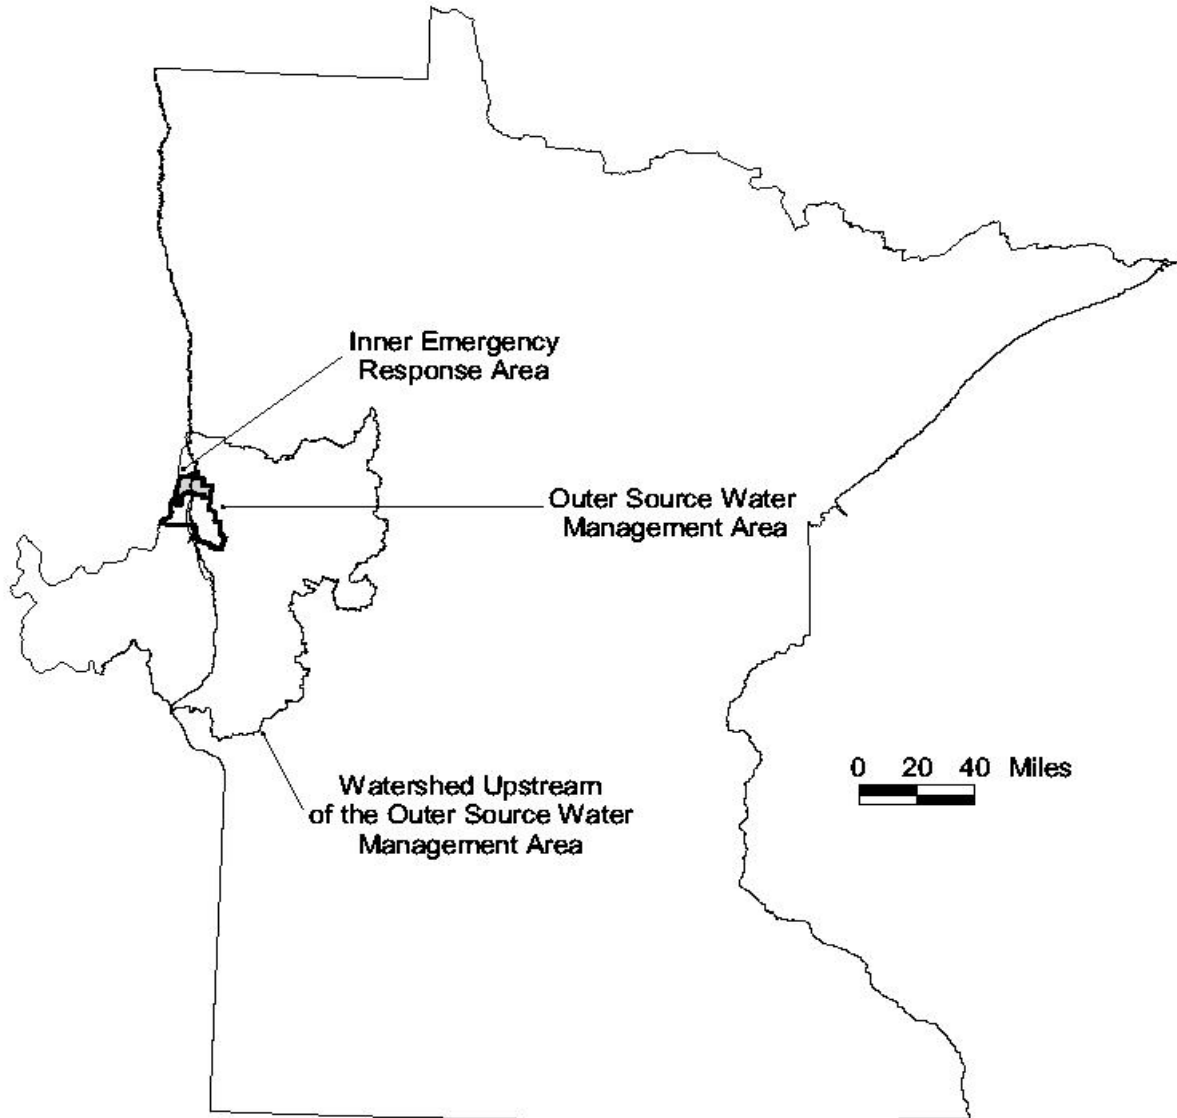 Inner Emergency
Response Area
Outer Source Water
Management Area
0 20 40 Miles
Watershed Upstream
of the Outer Source Water
Management Area